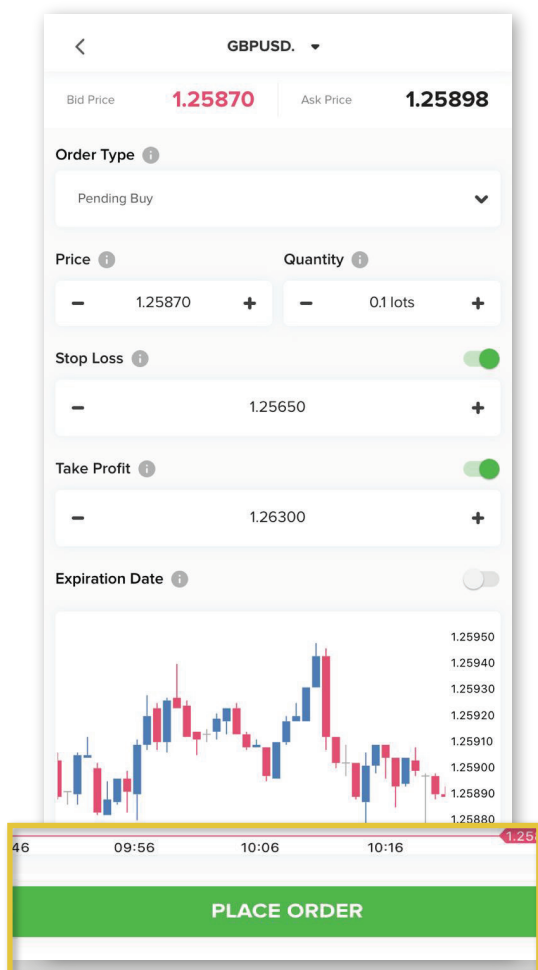 GBPUSD.
Bid Price 1.25870 Ask Price 1.25898
Order Type
Pending Buy
Price Quantity
− 1.25870 + − 0.1 lots +
Stop Loss
− 1.25650 +
Take Profit
− 1.26300 +
Expiration Date
1.25950
1.25940
1.25930
1.25920
1.25910
1.25900
1.25890
1.25880
1.25
46 09:56 10:06 10:16
PLACE ORDER